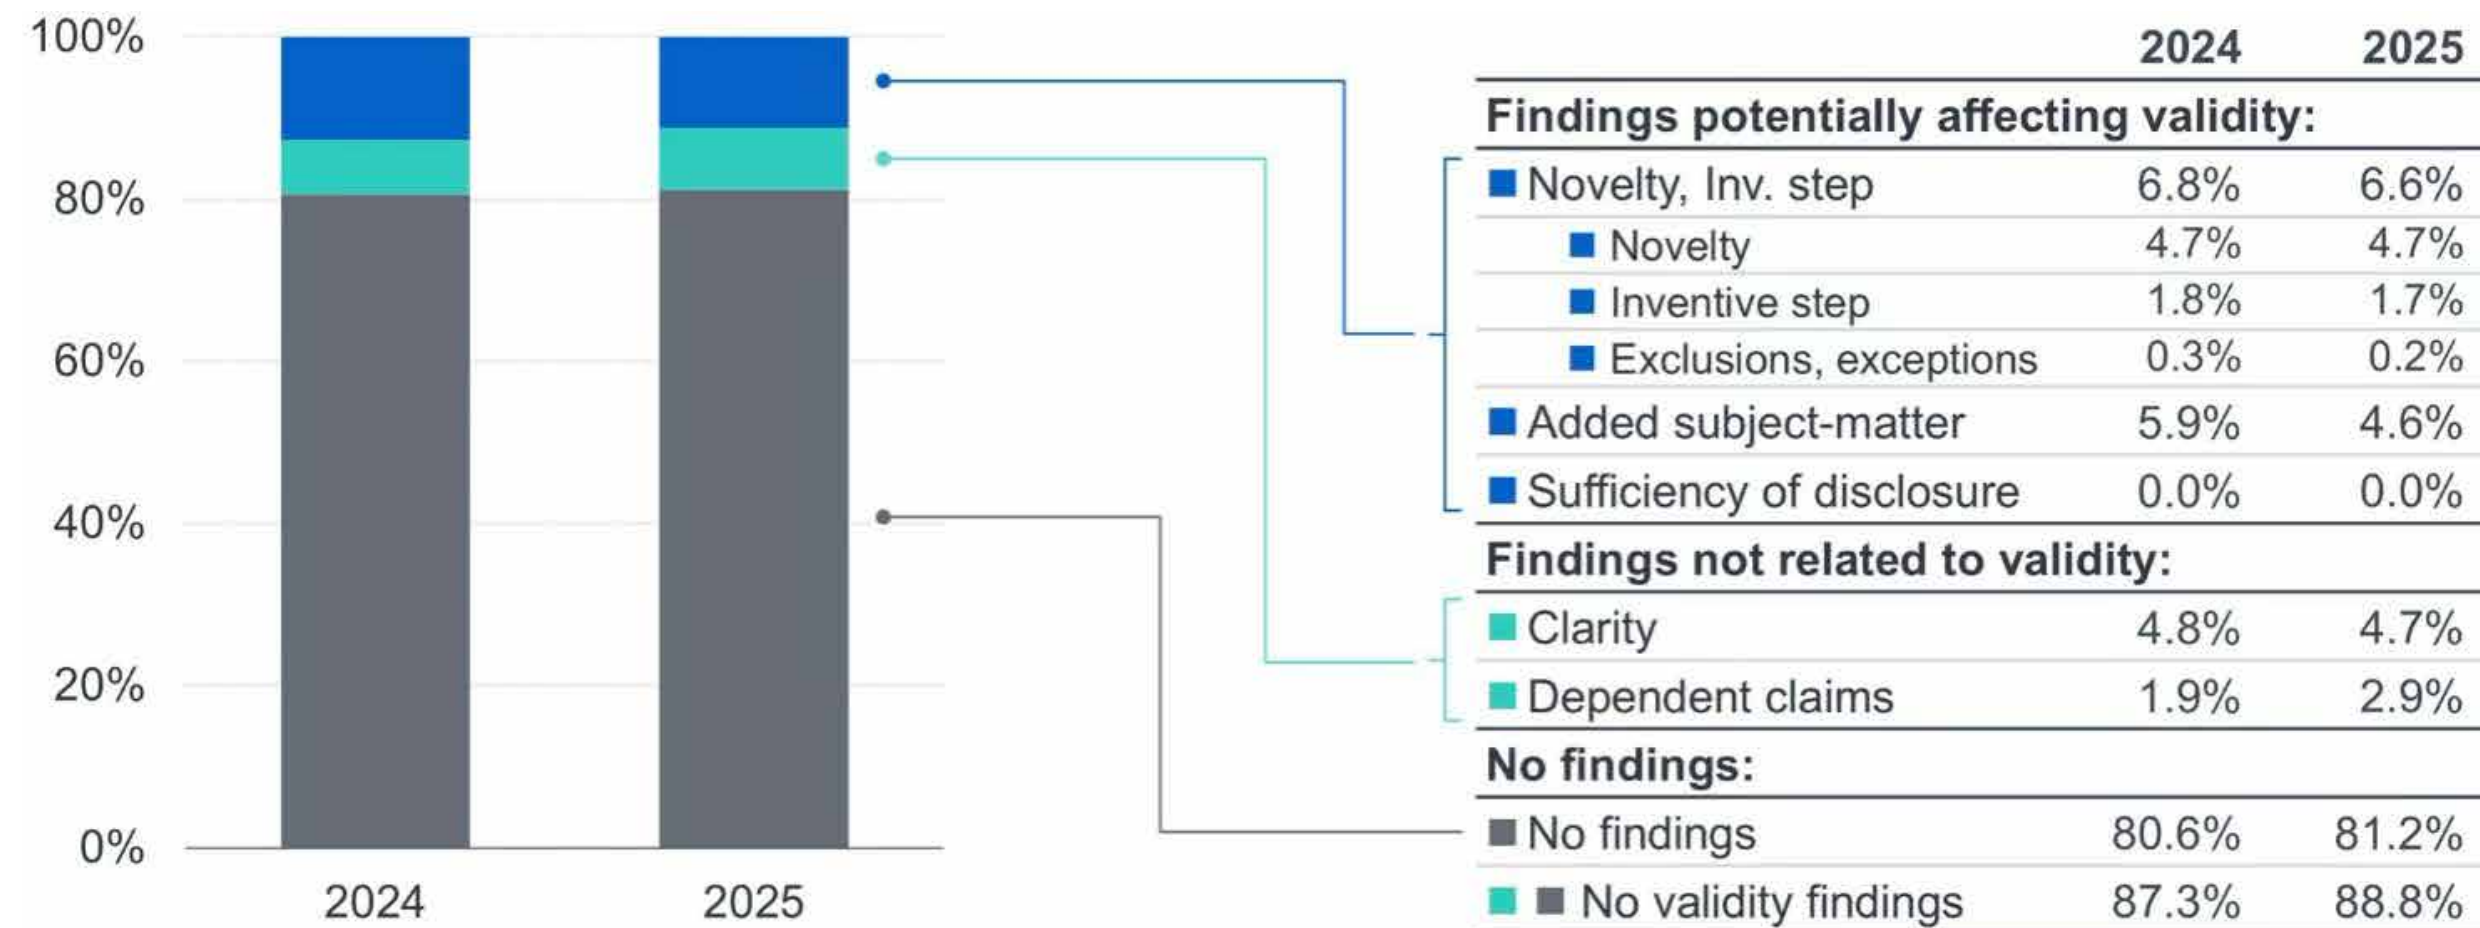 100%
80%
60%
40%
20%
0%
2024 2025
2024 2025
Findings potentially affecting validity:
Novelty, Inv. step 6.8% 6.6%
Novelty 4.7% 4.7%
Inventive step 1.8% 1.7%
Exclusions, exceptions 0.3% 0.2%
Added subject-matter 5.9% 4.6%
Sufficiency of disclosure 0.0% 0.0%
Findings not related to validity:
Clarity 4.8% 4.7%
Dependent claims 1.9% 2.9%
No findings:
No findings 80.6% 81.2%
No validity findings 87.3% 88.8%